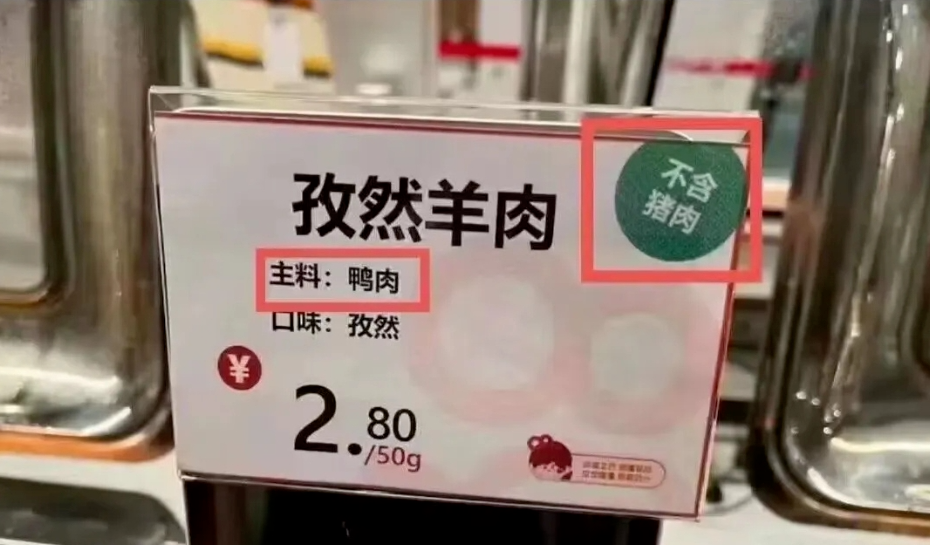 孜然羊肉
不含
猪肉
主料：鸭肉
口味：孜然
¥
2.80
/50g